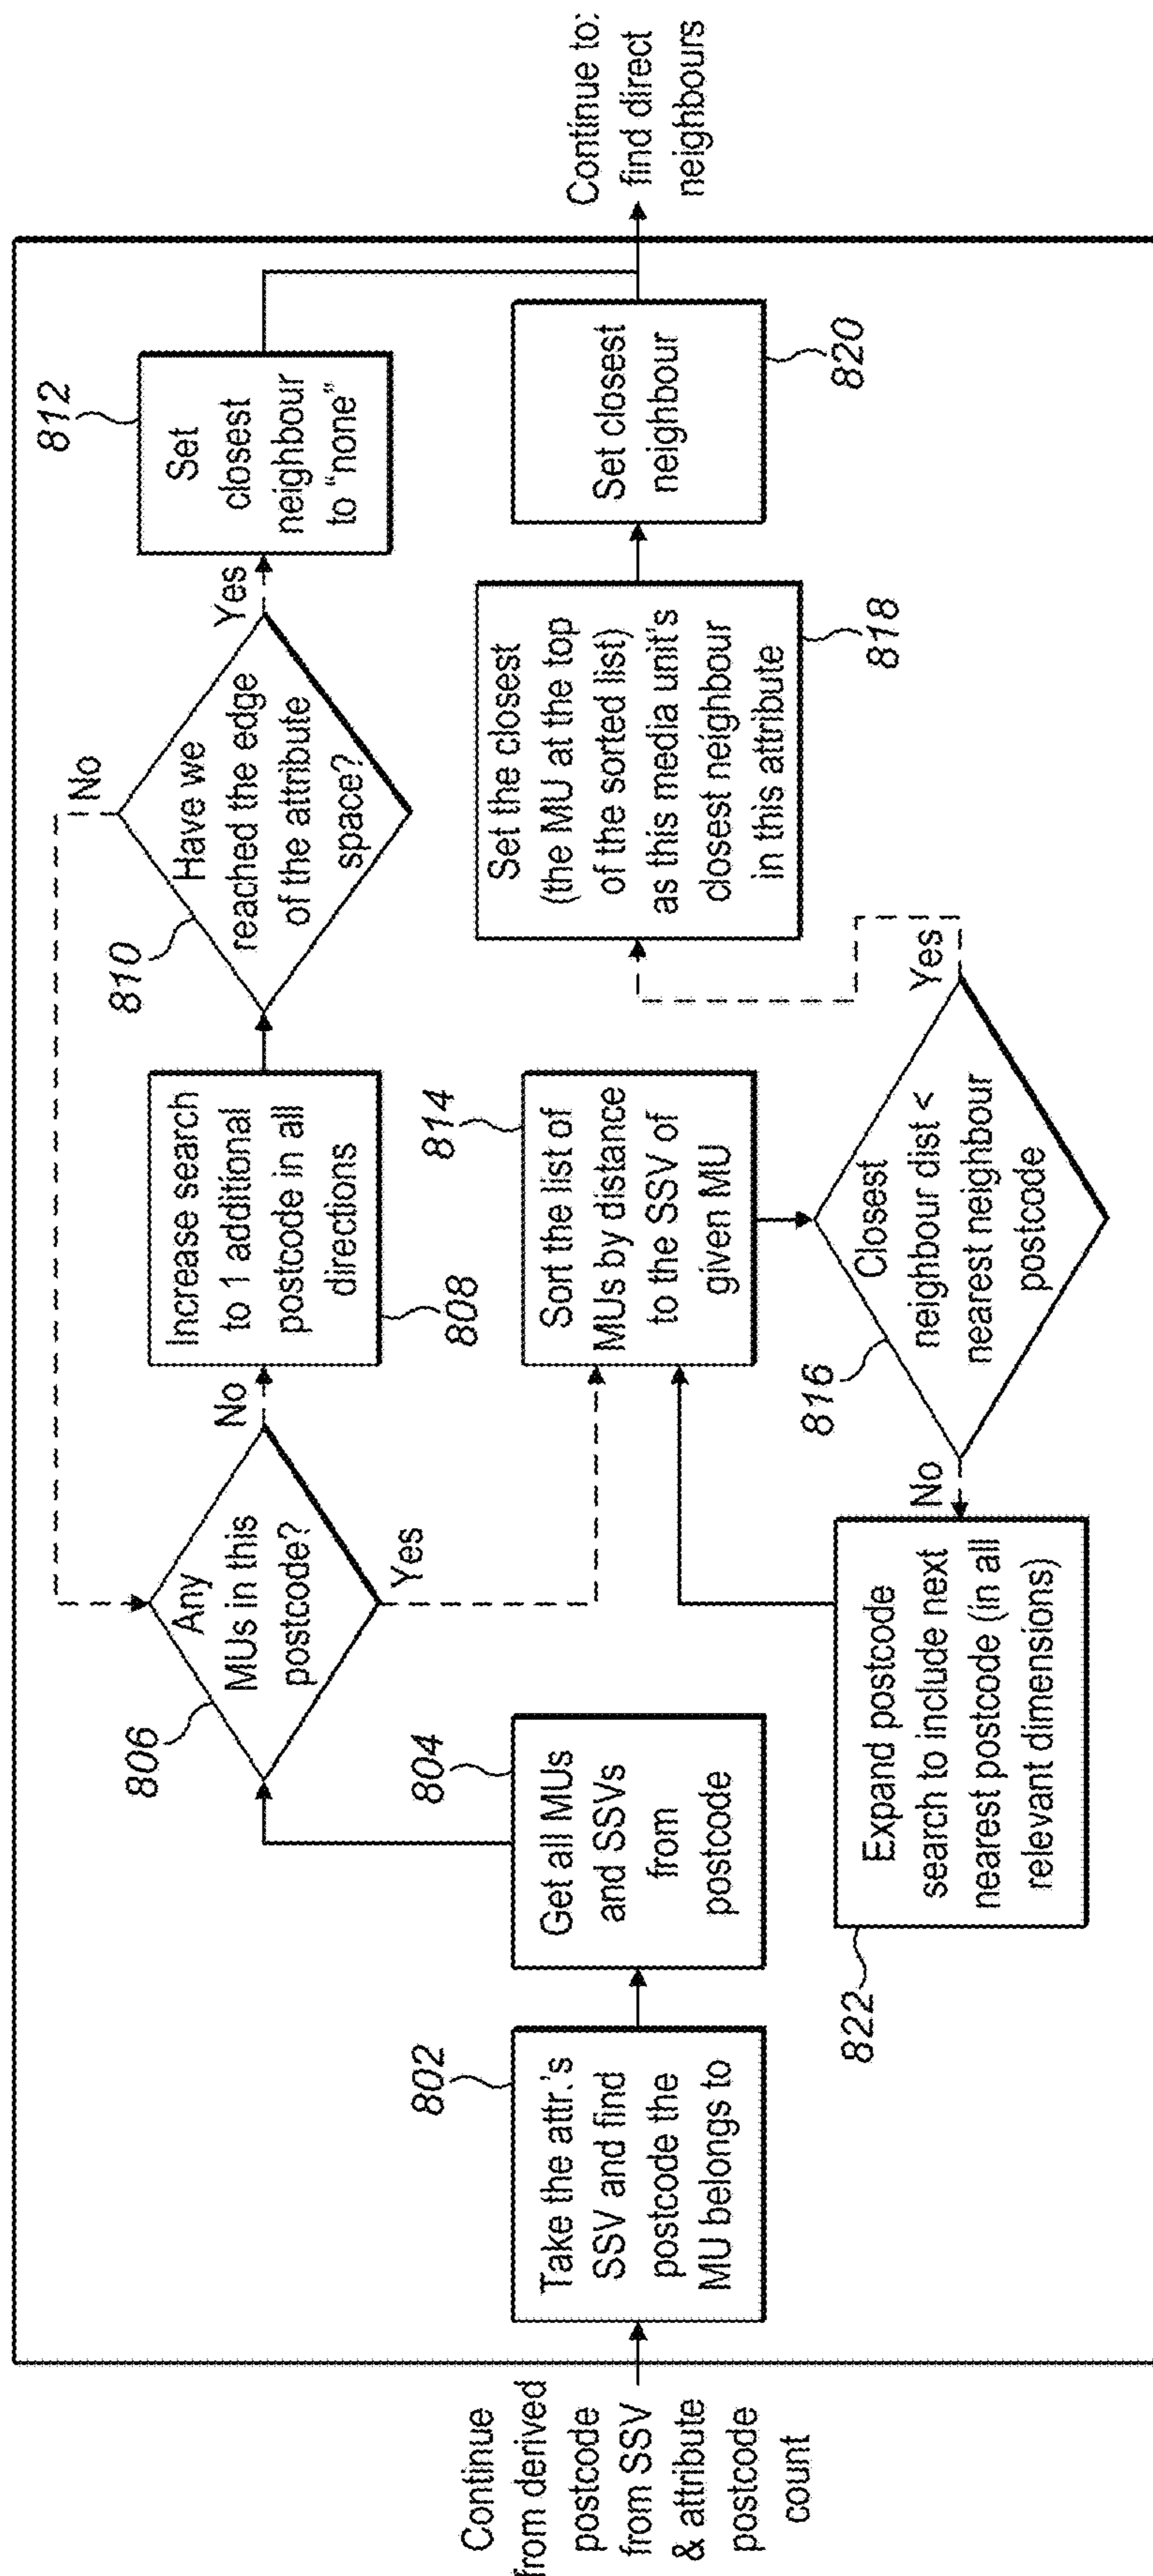 Continue
from derived
postcode
from SSV
& attribute
postcode
count
802
Take the attr.'s
SSV and find
postcode the
MU belongs to
804
Get all MUs
and SSVs
from
postcode
806
Any
MUs in this
postcode?
No
Yes
808
Increase search
to 1 additional
postcode in all
directions
810
Have we
reached the edge
of the attribute
space?
No
Yes
812
Set
closest
neighbour
to “none”
814
Sort the list of
MUs by distance
to the SSV of
given MU
816
Closest
neighbour dist <
nearest neighbour
postcode
No
Yes
822
Expand postcode
search to include next
nearest postcode (in all
relevant dimensions)
818
Set the closest
(the MU at the top
of the sorted list)
as this media unit's
closest neighbour
in this attribute
820
Set closest
neighbour
Continue to:
find direct
neighbours